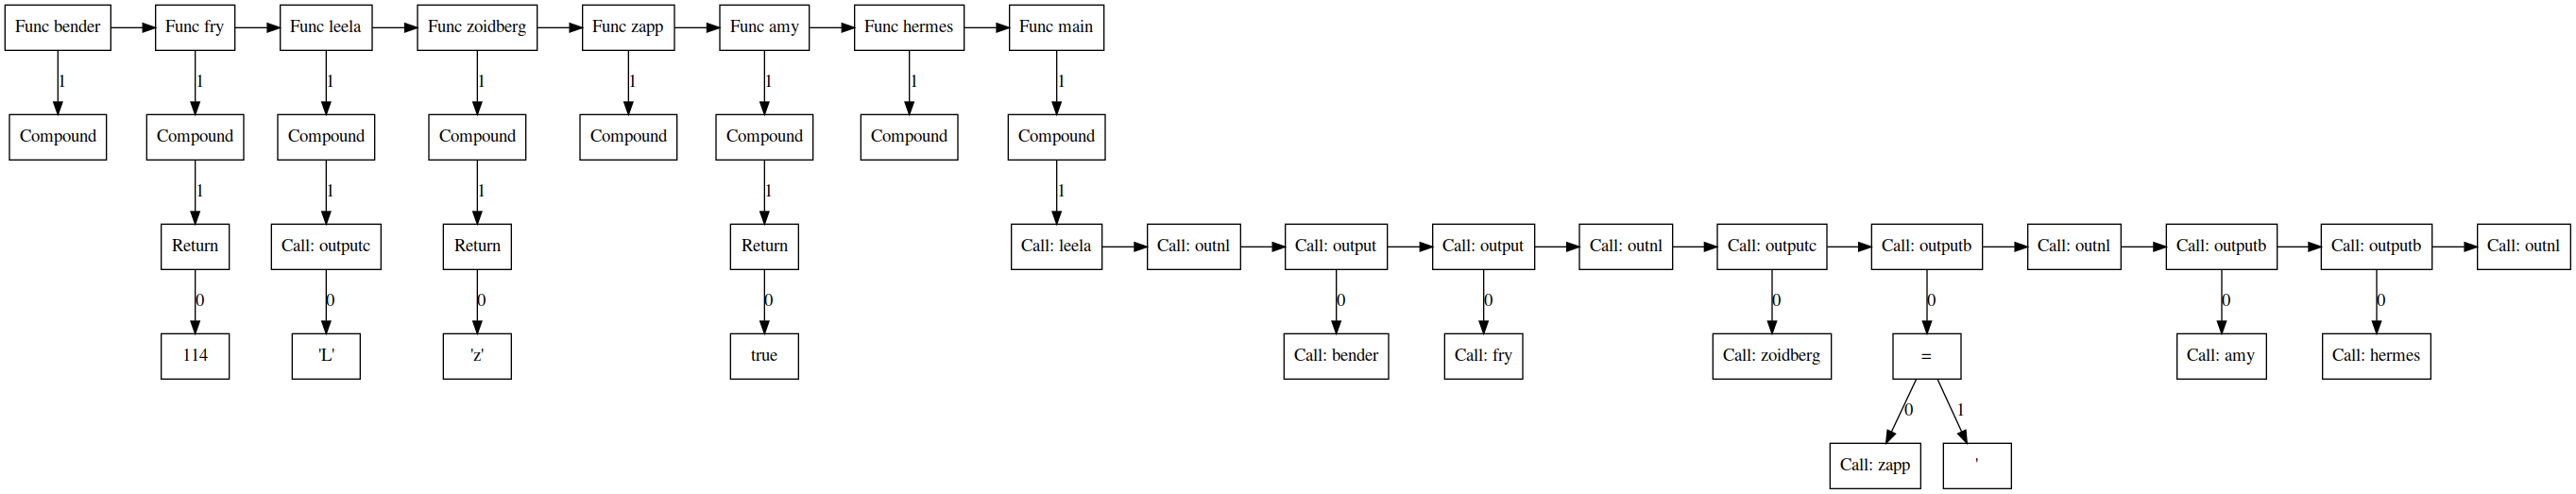 Func bender
Func fry
Func leela
Func zoidberg
Func zapp
Func amy
Func hermes
Func main
1
1
1
1
1
1
1
1
Compound
Compound
Compound
Compound
Compound
Compound
Compound
Compound
1
1
1
1
1
Return
Call: outputc
Return
Return
Call: leela
Call: outnl
Call: output
Call: output
Call: outnl
Call: outputc
Call: outputb
Call: outnl
Call: outputb
Call: outputb
Call: outnl
0
0
0
0
0
0
0
0
0
0
114
'L'
'z'
true
Call: bender
Call: fry
Call: zoidberg
=
Call: amy
Call: hermes
0
1
Call: zapp
'